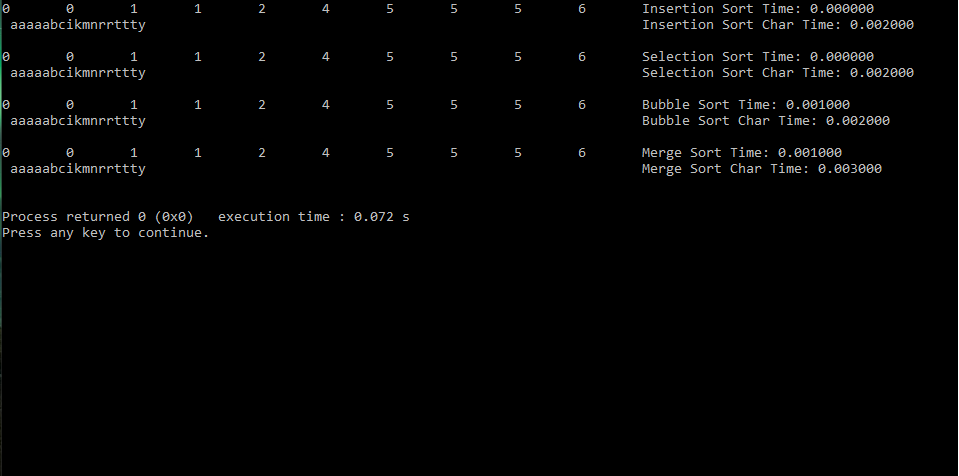 0 0 1 1 2 4 5 5 5 6 Insertion Sort Time: 0.000000
aaaaabcikmnrrttty Insertion Sort Char Time: 0.002000
0 0 1 1 2 4 5 5 5 6 Selection Sort Time: 0.000000
aaaaabcikmnrrttty Selection Sort Char Time: 0.002000
0 0 1 1 2 4 5 5 5 6 Bubble Sort Time: 0.001000
aaaaabcikmnrrttty Bubble Sort Char Time: 0.002000
0 0 1 1 2 4 5 5 5 6 Merge Sort Time: 0.001000
aaaaabcikmnrrttty Merge Sort Char Time: 0.003000
Process returned 0 (0x0) execution time : 0.072 s
Press any key to continue.